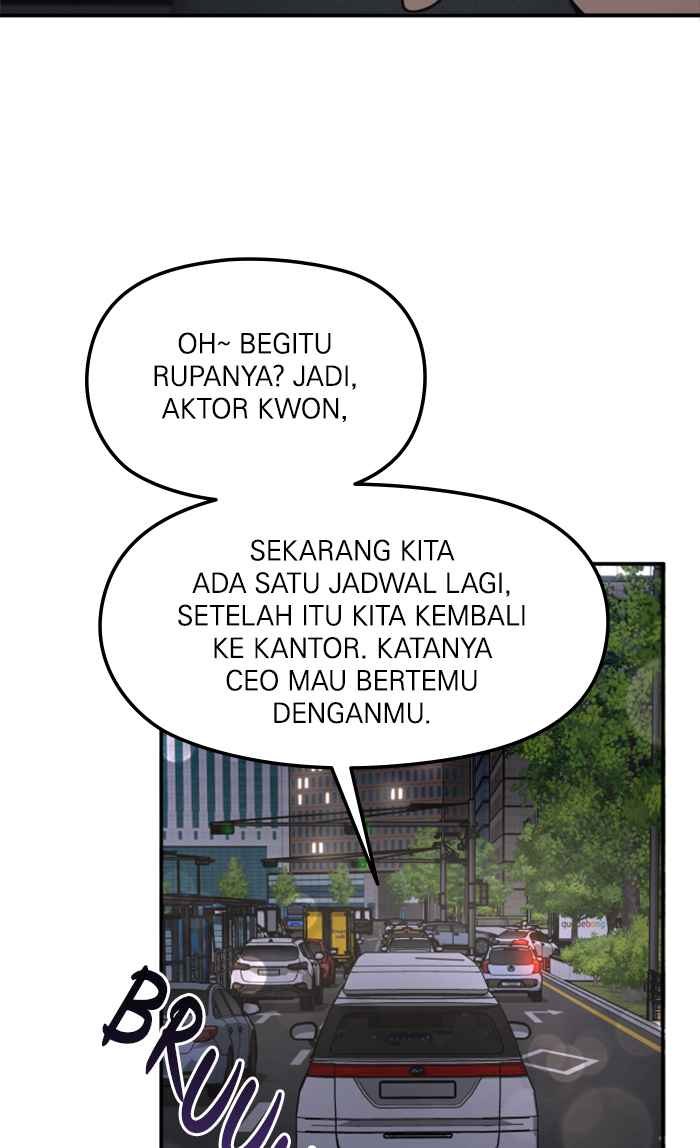 OH~ BEGITU
RUPANYA? JADI,
AKTOR KWON,
SEKARANG KITA
ADA SATU JADWAL LAGI,
SETELAH ITU KITA KEMBALI
KE KANTOR. KATANYA
CEO MAU BERTEMU
DENGANMU.
BRUUU